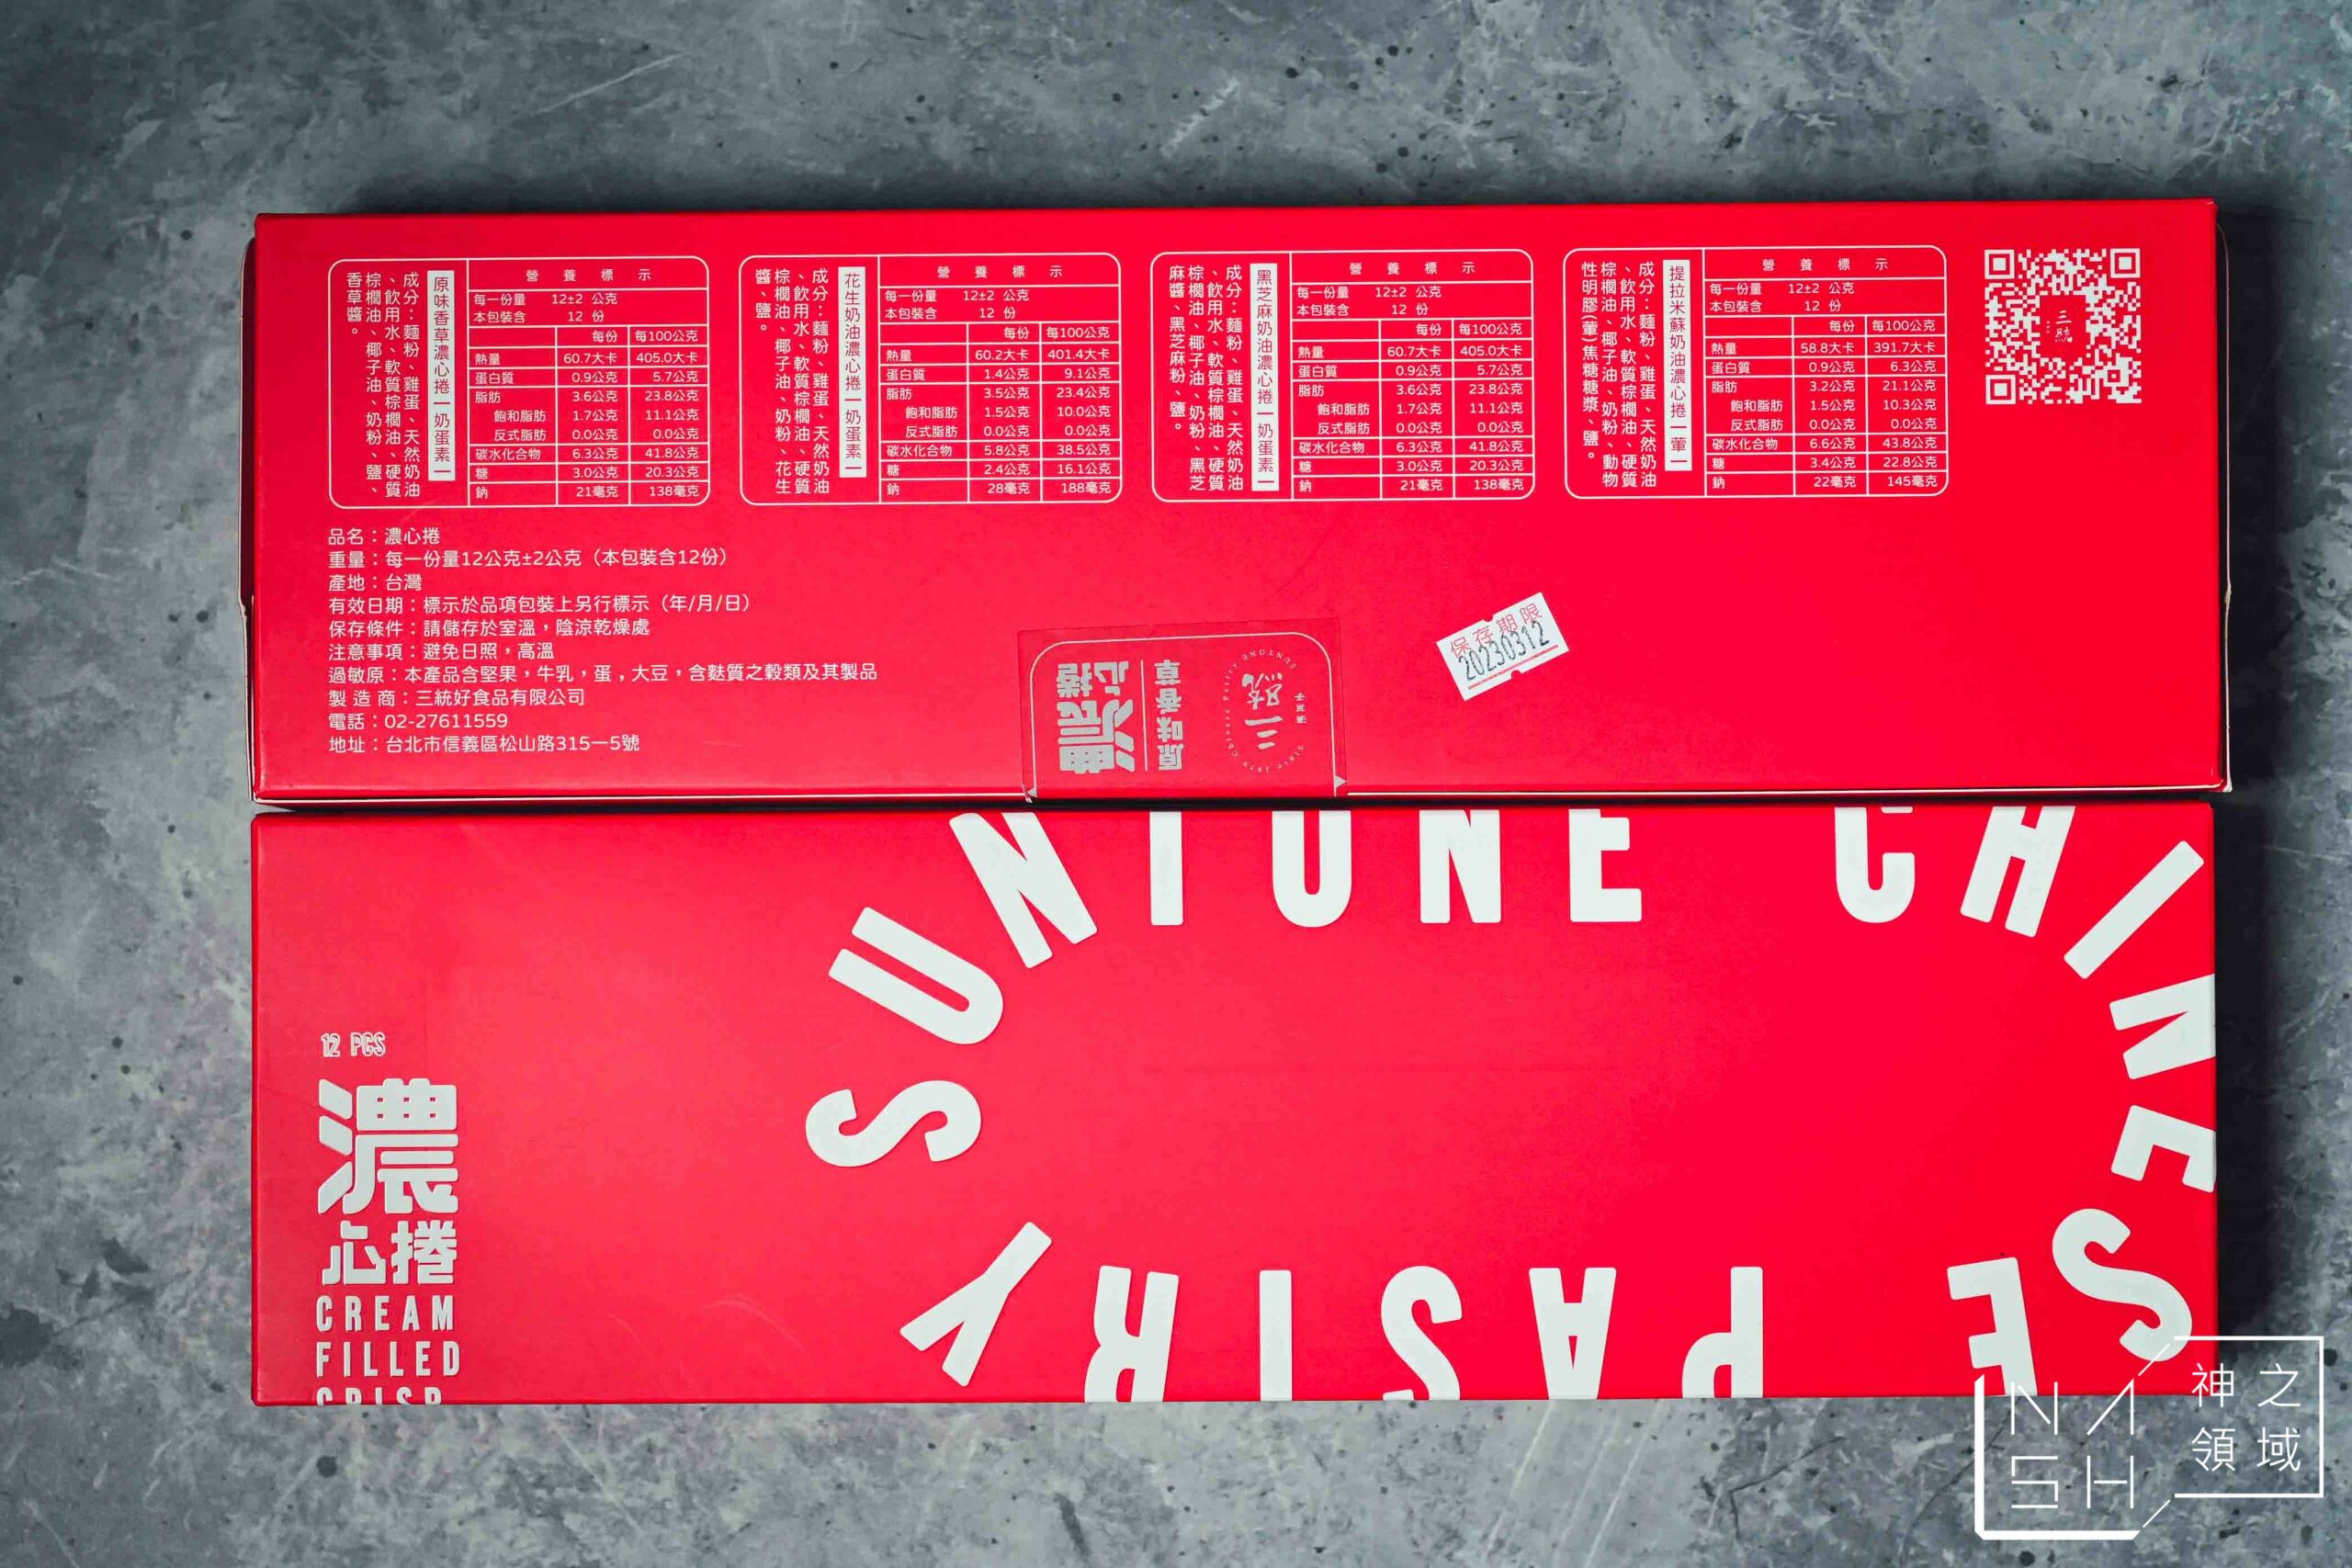 原味香草濃心捲—奶蛋素—
成分：麵粉、雞蛋、天然奶油
、飲用水、軟質棕櫚油、硬質
棕櫚油、椰子油、奶粉、鹽、
香草醬。
營養標示
每一份量 12±2 公克
本包裝含 12 份
每份 每100公克
熱量 60.7大卡 405.0大卡
蛋白質 0.9公克 5.7公克
脂肪 3.6公克 23.8公克
飽和脂肪 1.7公克 11.1公克
反式脂肪 0.0公克 0.0公克
碳水化合物 6.3公克 41.8公克
糖 3.0公克 20.3公克
鈉 21毫克 138毫克
花生奶油濃心捲—奶蛋素—
成分：麵粉、雞蛋、天然奶油
、飲用水、軟質棕櫚油、硬質
棕櫚油、椰子油、奶粉、花生
醬、鹽。
營養標示
每一份量 12±2 公克
本包裝含 12 份
每份 每100公克
熱量 60.2大卡 401.4大卡
蛋白質 1.4公克 9.1公克
脂肪 3.5公克 23.4公克
飽和脂肪 1.5公克 10.0公克
反式脂肪 0.0公克 0.0公克
碳水化合物 5.8公克 38.5公克
糖 2.4公克 16.1公克
鈉 28毫克 188毫克
黑芝麻奶油濃心捲—奶蛋素—
成分：麵粉、雞蛋、天然奶油
、飲用水、軟質棕櫚油、硬質
棕櫚油、椰子油、奶粉、黑芝
麻醬、黑芝麻粉、鹽。
營養標示
每一份量 12±2 公克
本包裝含 12 份
每份 每100公克
熱量 60.7大卡 405.0大卡
蛋白質 0.9公克 5.7公克
脂肪 3.6公克 23.8公克
飽和脂肪 1.7公克 11.1公克
反式脂肪 0.0公克 0.0公克
碳水化合物 6.3公克 41.8公克
糖 3.0公克 20.3公克
鈉 21毫克 138毫克
提拉米蘇奶油濃心捲—葷—
成分：麵粉、雞蛋、天然奶油
、飲用水、軟質棕櫚油、硬質
棕櫚油、椰子油、奶粉、動物
性明膠(葷)焦糖糖漿、鹽。
營養標示
每一份量 12±2 公克
本包裝含 12 份
每份 每100公克
熱量 58.8大卡 391.7大卡
蛋白質 0.9公克 6.3公克
脂肪 3.2公克 21.1公克
飽和脂肪 1.5公克 10.3公克
反式脂肪 0.0公克 0.0公克
碳水化合物 6.6公克 43.8公克
糖 3.4公克 22.8公克
鈉 22毫克 145毫克
三統
品名：濃心捲
重量：每一份量12公克±2公克（本包裝含12份）
產地：台灣
有效日期：標示於品項包裝上另行標示（年/月/日）
保存條件：請儲存於室溫，陰涼乾燥處
注意事項：避免日照，高溫
過敏原：本產品含堅果，牛乳，蛋，大豆，含麩質之穀類及其製品
製造商：三統好食品有限公司
電話：02-27611559
地址：台北市信義區松山路315—5號
濃心捲
原味香草
三統
漢菓子
SUNTONE Chinese Pastry
Since 1973
保存期限
20230312
SUNTONE CHINESE PASTRY
12 PCS
濃
心捲
CREAM
FILLED
CRISP
NASH
神之
領域